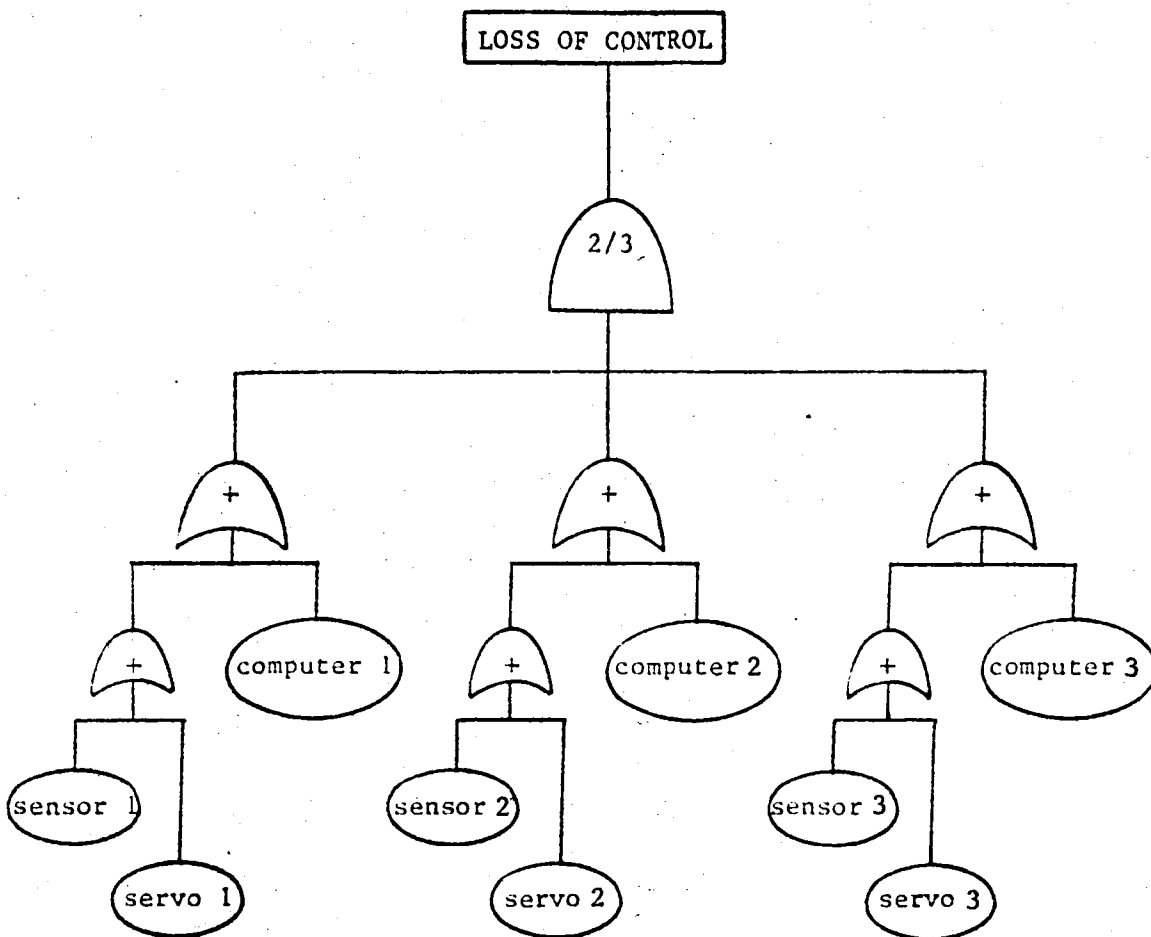 LOSS OF CONTROL
2/3
+
+
+
computer 1
computer 2
computer 3
+
+
+
sensor 1
sensor 2
sensor 3
servo 1
servo 2
servo 3